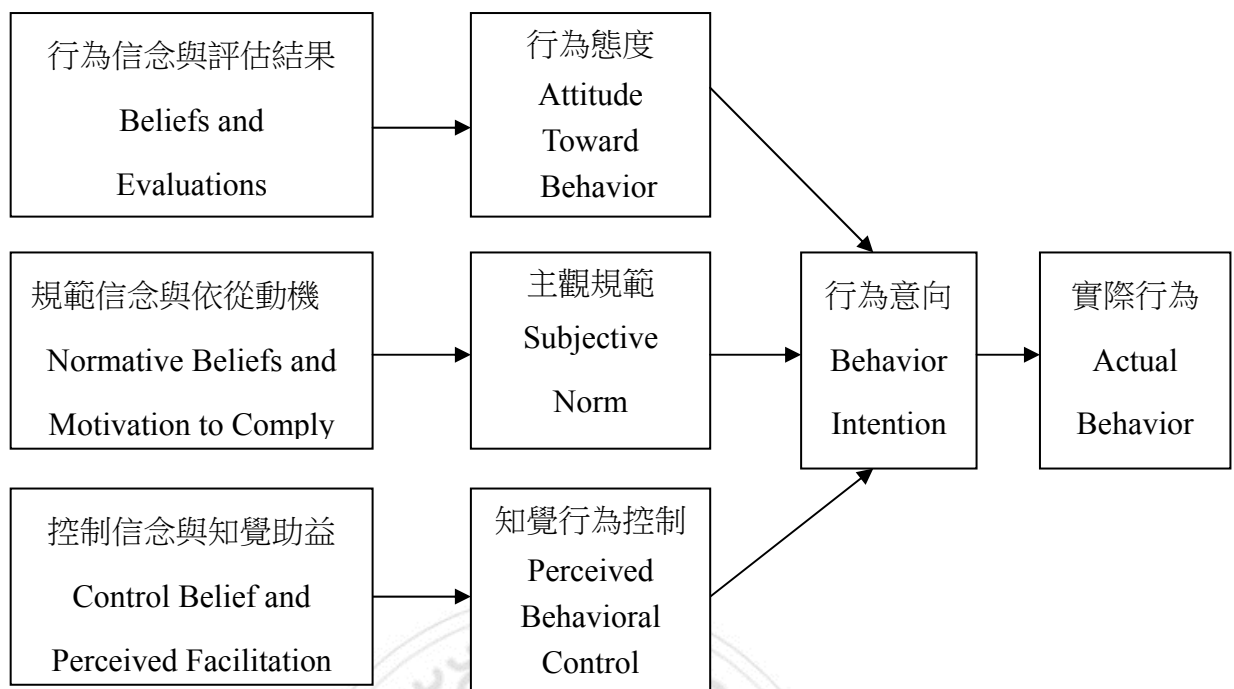 行為信念與評估結果
Beliefs and
Evaluations
行為態度
Attitude
Toward
Behavior
規範信念與依從動機
Normative Beliefs and
Motivation to Comply
主觀規範
Subjective
Norm
行為意向
Behavior
Intention
實際行為
Actual
Behavior
控制信念與知覺助益
Control Belief and
Perceived Facilitation
知覺行為控制
Perceived
Behavioral
Control